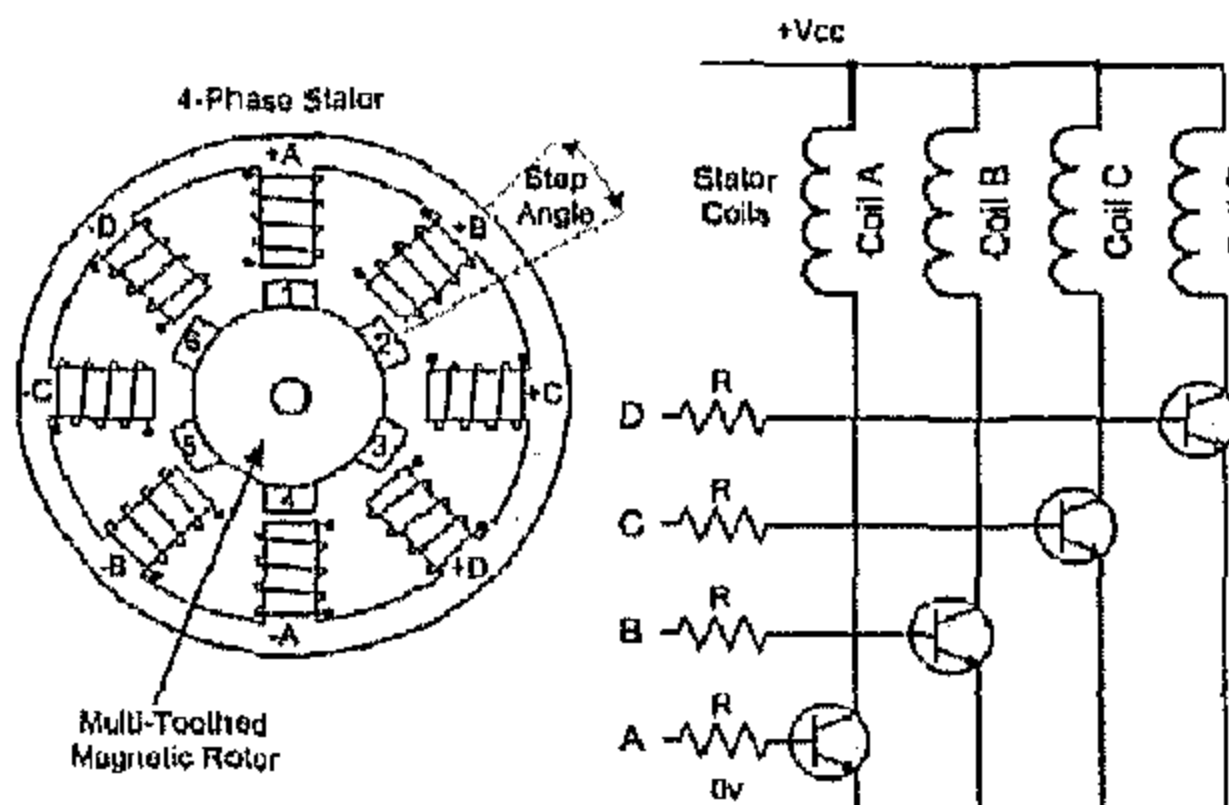 +Vcc
4-Phase Stator
+A
Step
Angle
-D
+B
Stator
Coils
Coil A
Coil B
Coil C
1
6
2
-C
+C
5
3
4
-B
+D
-A
Multi-Toothed
Magnetic Rotor
R
D
R
C
R
B
R
A
0v